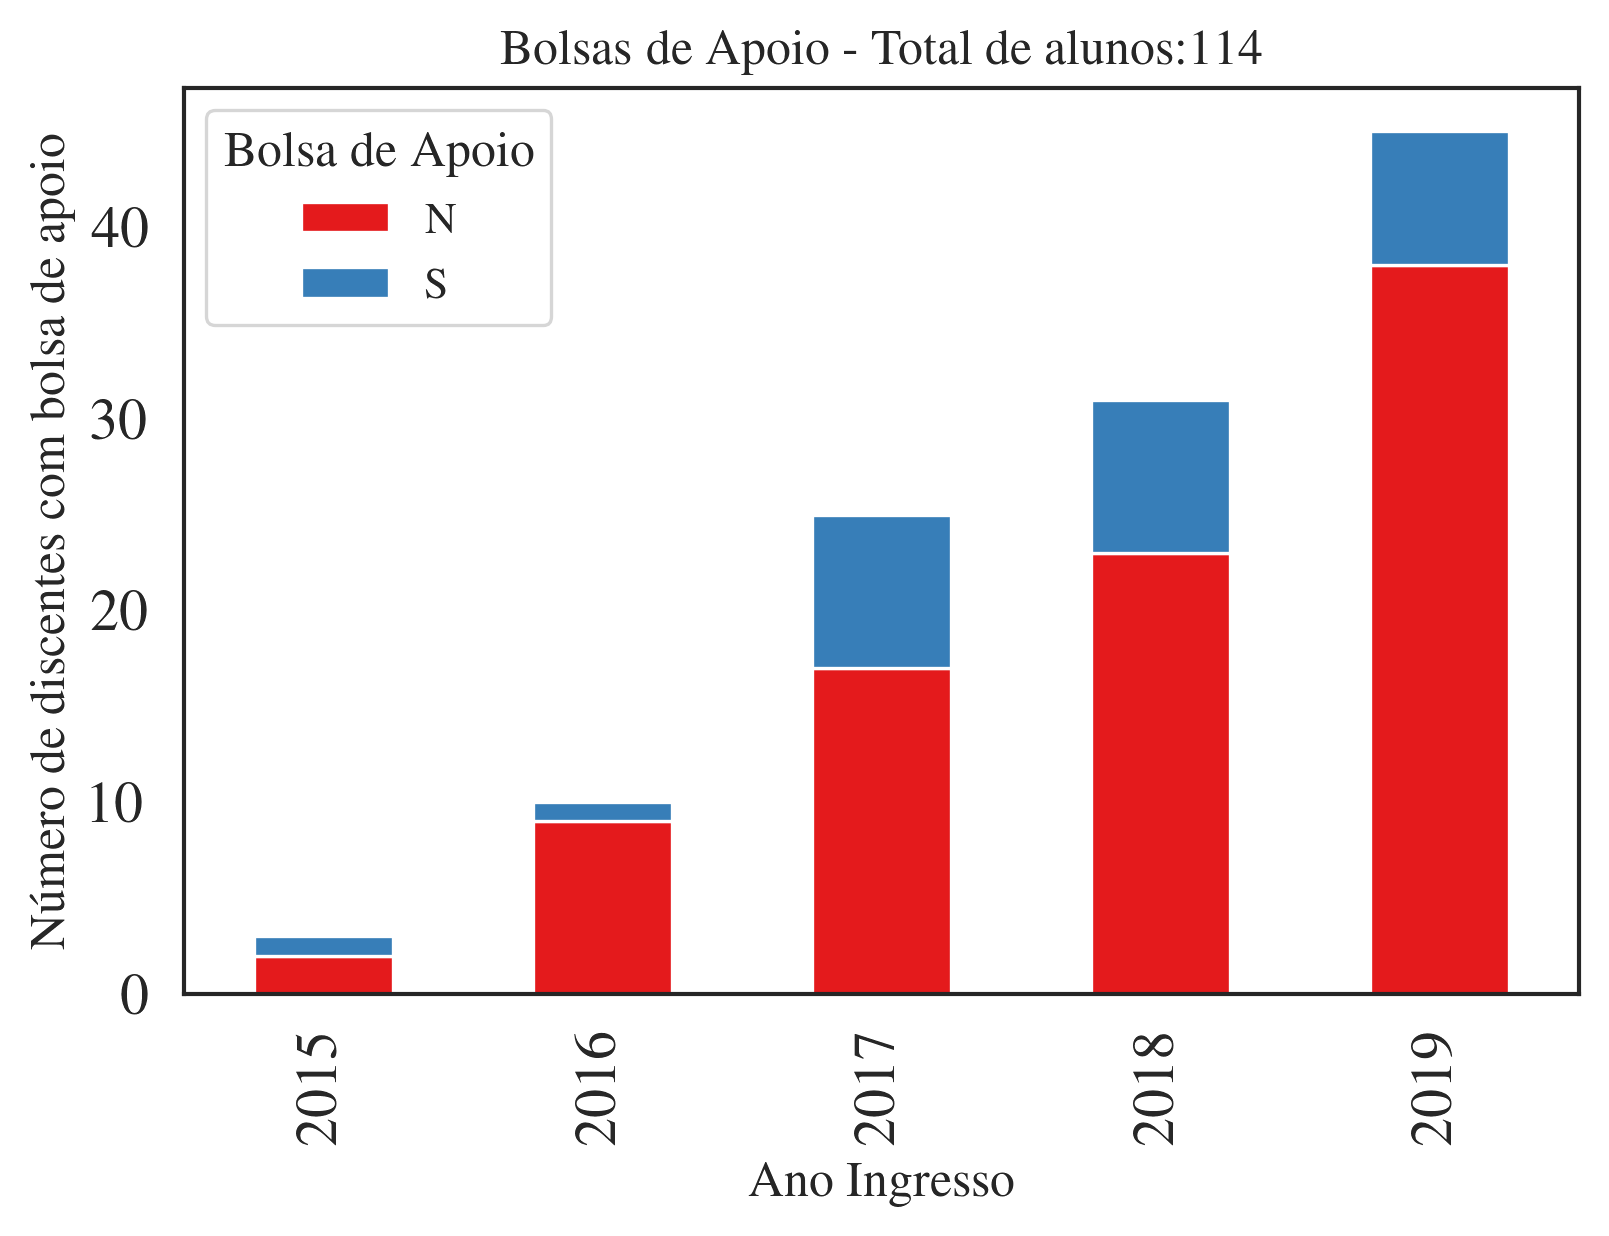 Bolsas de Apoio - Total de alunos:114
Bolsa de Apoio
N
S
Número de discentes com bolsa de apoio
40
30
20
10
0
2015
2016
2017
2018
2019
Ano Ingresso